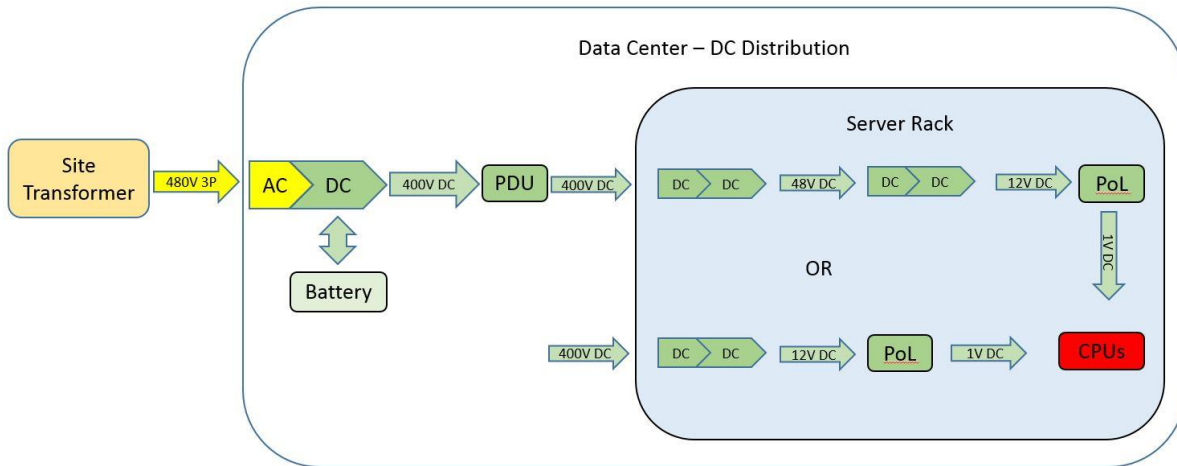 Data Center – DC Distribution
Server Rack
Site
Transformer
480V 3P
AC
DC
400V DC
PDU
400V DC
DC
DC
48V DC
DC
DC
12V DC
PoL
1V DC
Battery
OR
400V DC
DC
DC
12V DC
PoL
1V DC
CPUs